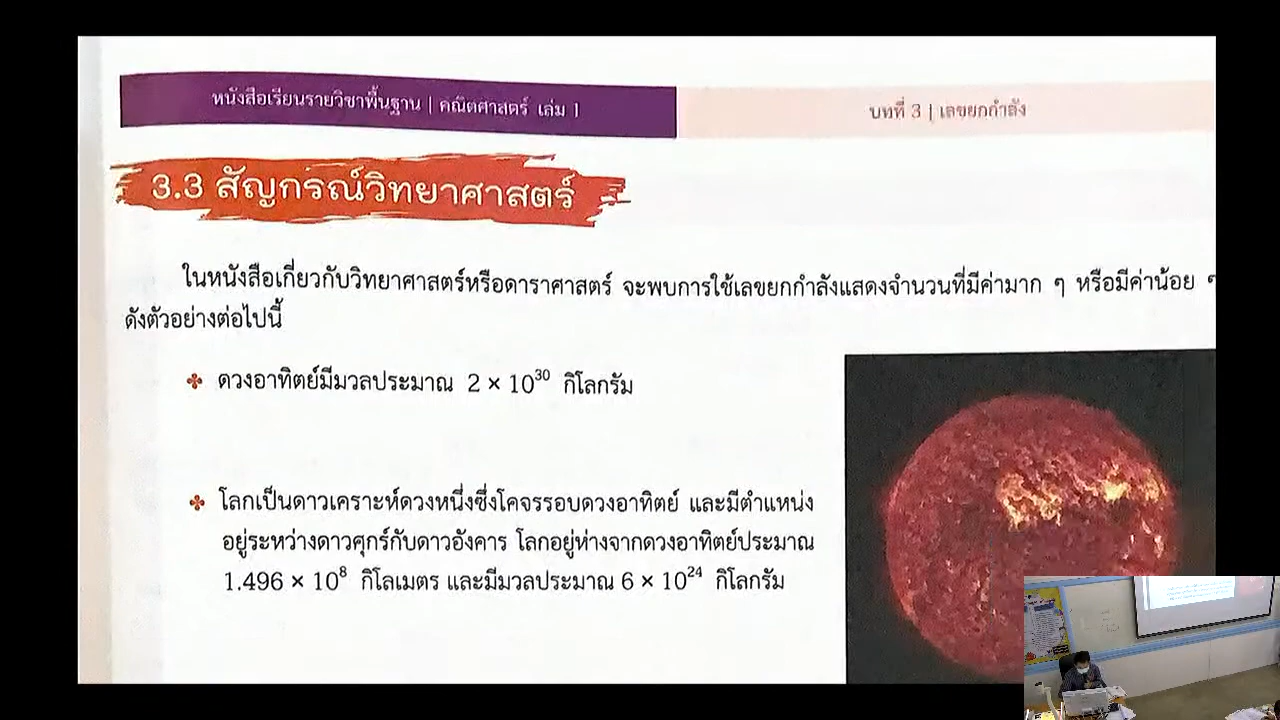 หนังสือเรียนรายวิชาพื้นฐาน | คณิตศาสตร์ เล่ม 1
บทที่ 3 | เลขยกกำลัง
3.3 สัญกรณ์วิทยาศาสตร์
ในหนังสือเกี่ยวกับวิทยาศาสตร์หรือดาราศาสตร์ จะพบการใช้เลขยกกำลังแสดงจำนวนที่มีค่ามาก ๆ หรือมีค่าน้อย ๆ
ดังตัวอย่างต่อไปนี้
ดวงอาทิตย์มีมวลประมาณ 2 × 10³⁰ กิโลกรัม
โลกเป็นดาวเคราะห์ดวงหนึ่งซึ่งโคจรรอบดวงอาทิตย์ และมีตำแหน่ง
อยู่ระหว่างดาวศุกร์กับดาวอังคาร โลกอยู่ห่างจากดวงอาทิตย์ประมาณ
1.496 × 10⁸ กิโลเมตร และมีมวลประมาณ 6 × 10²⁴ กิโลกรัม